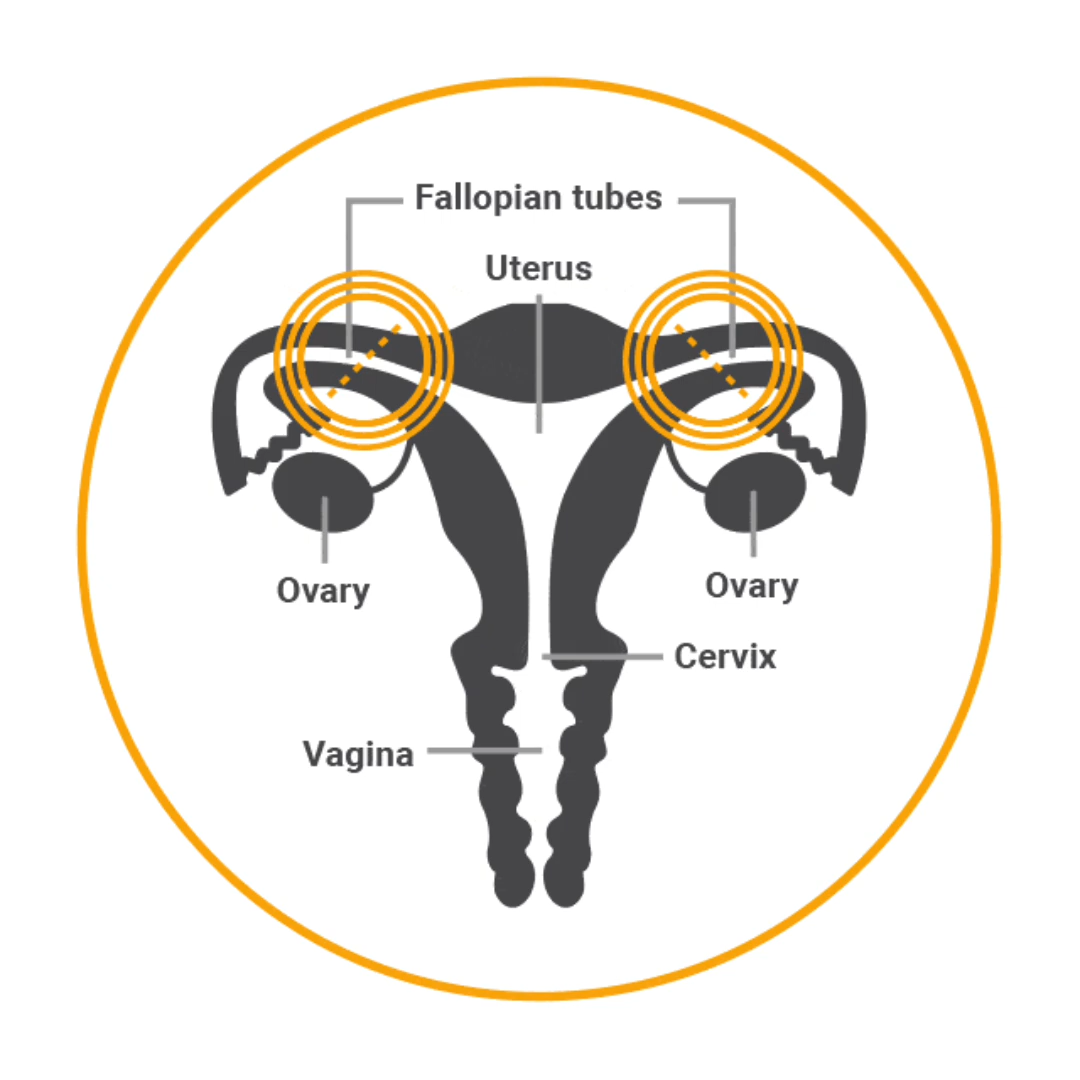 Fallopian tubes
Uterus
Ovary
Ovary
Cervix
Vagina